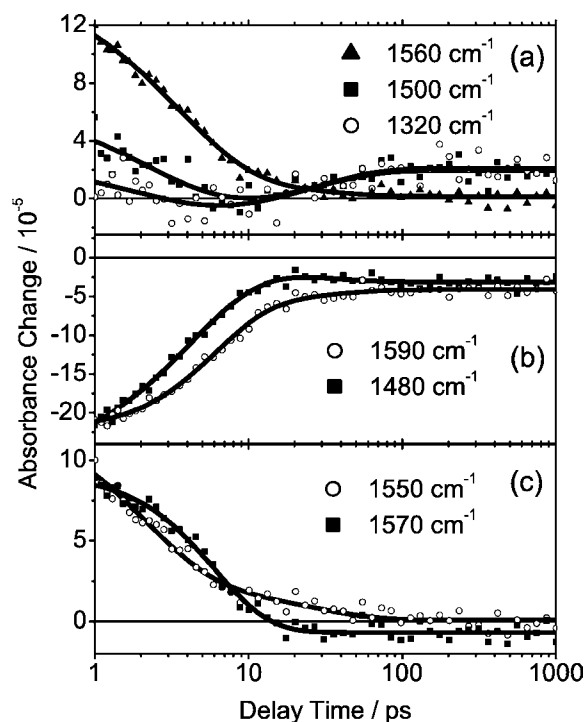 12
8
4
0
(a)
▲ 1560 cm⁻¹
■ 1500 cm⁻¹
○ 1320 cm⁻¹
0
-5
-10
-15
-20
(b)
○ 1590 cm⁻¹
■ 1480 cm⁻¹
Absorbance Change / 10⁻⁵
10
5
0
-5
(c)
○ 1550 cm⁻¹
■ 1570 cm⁻¹
1 10 100 1000
Delay Time / ps